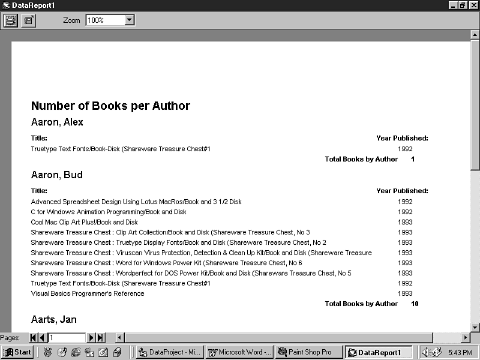 DataReport1
Zoom 100%
Number of Books per Author
Aaron, Alex
Title: Year Published:
Truetype Text Fonts/Book-Disk (Shareware Treasure Chest#1 1992
Total Books by Author 1
Aaron, Bud
Title: Year Published:
Advanced Spreadsheet Design Using Lotus MacRos/Book and 3 1/2 Disk 1992
C for Windows Animation Programming/Book and Disk 1992
Cool Mac Clip Art Plus!/Book and Disk 1993
Shareware Treasure Chest : Clip Art Collection/Book and Disk (Shareware Treasure Chest, No 3 1993
Shareware Treasure Chest : Truetype Display Fonts/Book and Disk (Shareware Treasure Chest, No 2 1993
Shareware Treasure Chest : Viruscan Virus Protection, Detection & Clean Up Kit/Book and Disk (Shareware Treasure 1993
Shareware Treasure Chest : Word for Windows Power Kit (Shareware Treasure Chest, No 6 1993
Shareware Treasure Chest : Wordperfect for DOS Power Kit/Book and Disk (Shareware Treasure Chest, No 5 1993
Truetype Text Fonts/Book-Disk (Shareware Treasure Chest#1 1992
Visual Basics Programmer's Reference 1993
Total Books by Author 10
Aarts, Jan
Pages 1
Start DataProject - Mi... Microsoft Word -... Paint Shop Pro DataReport1 5:43 PM